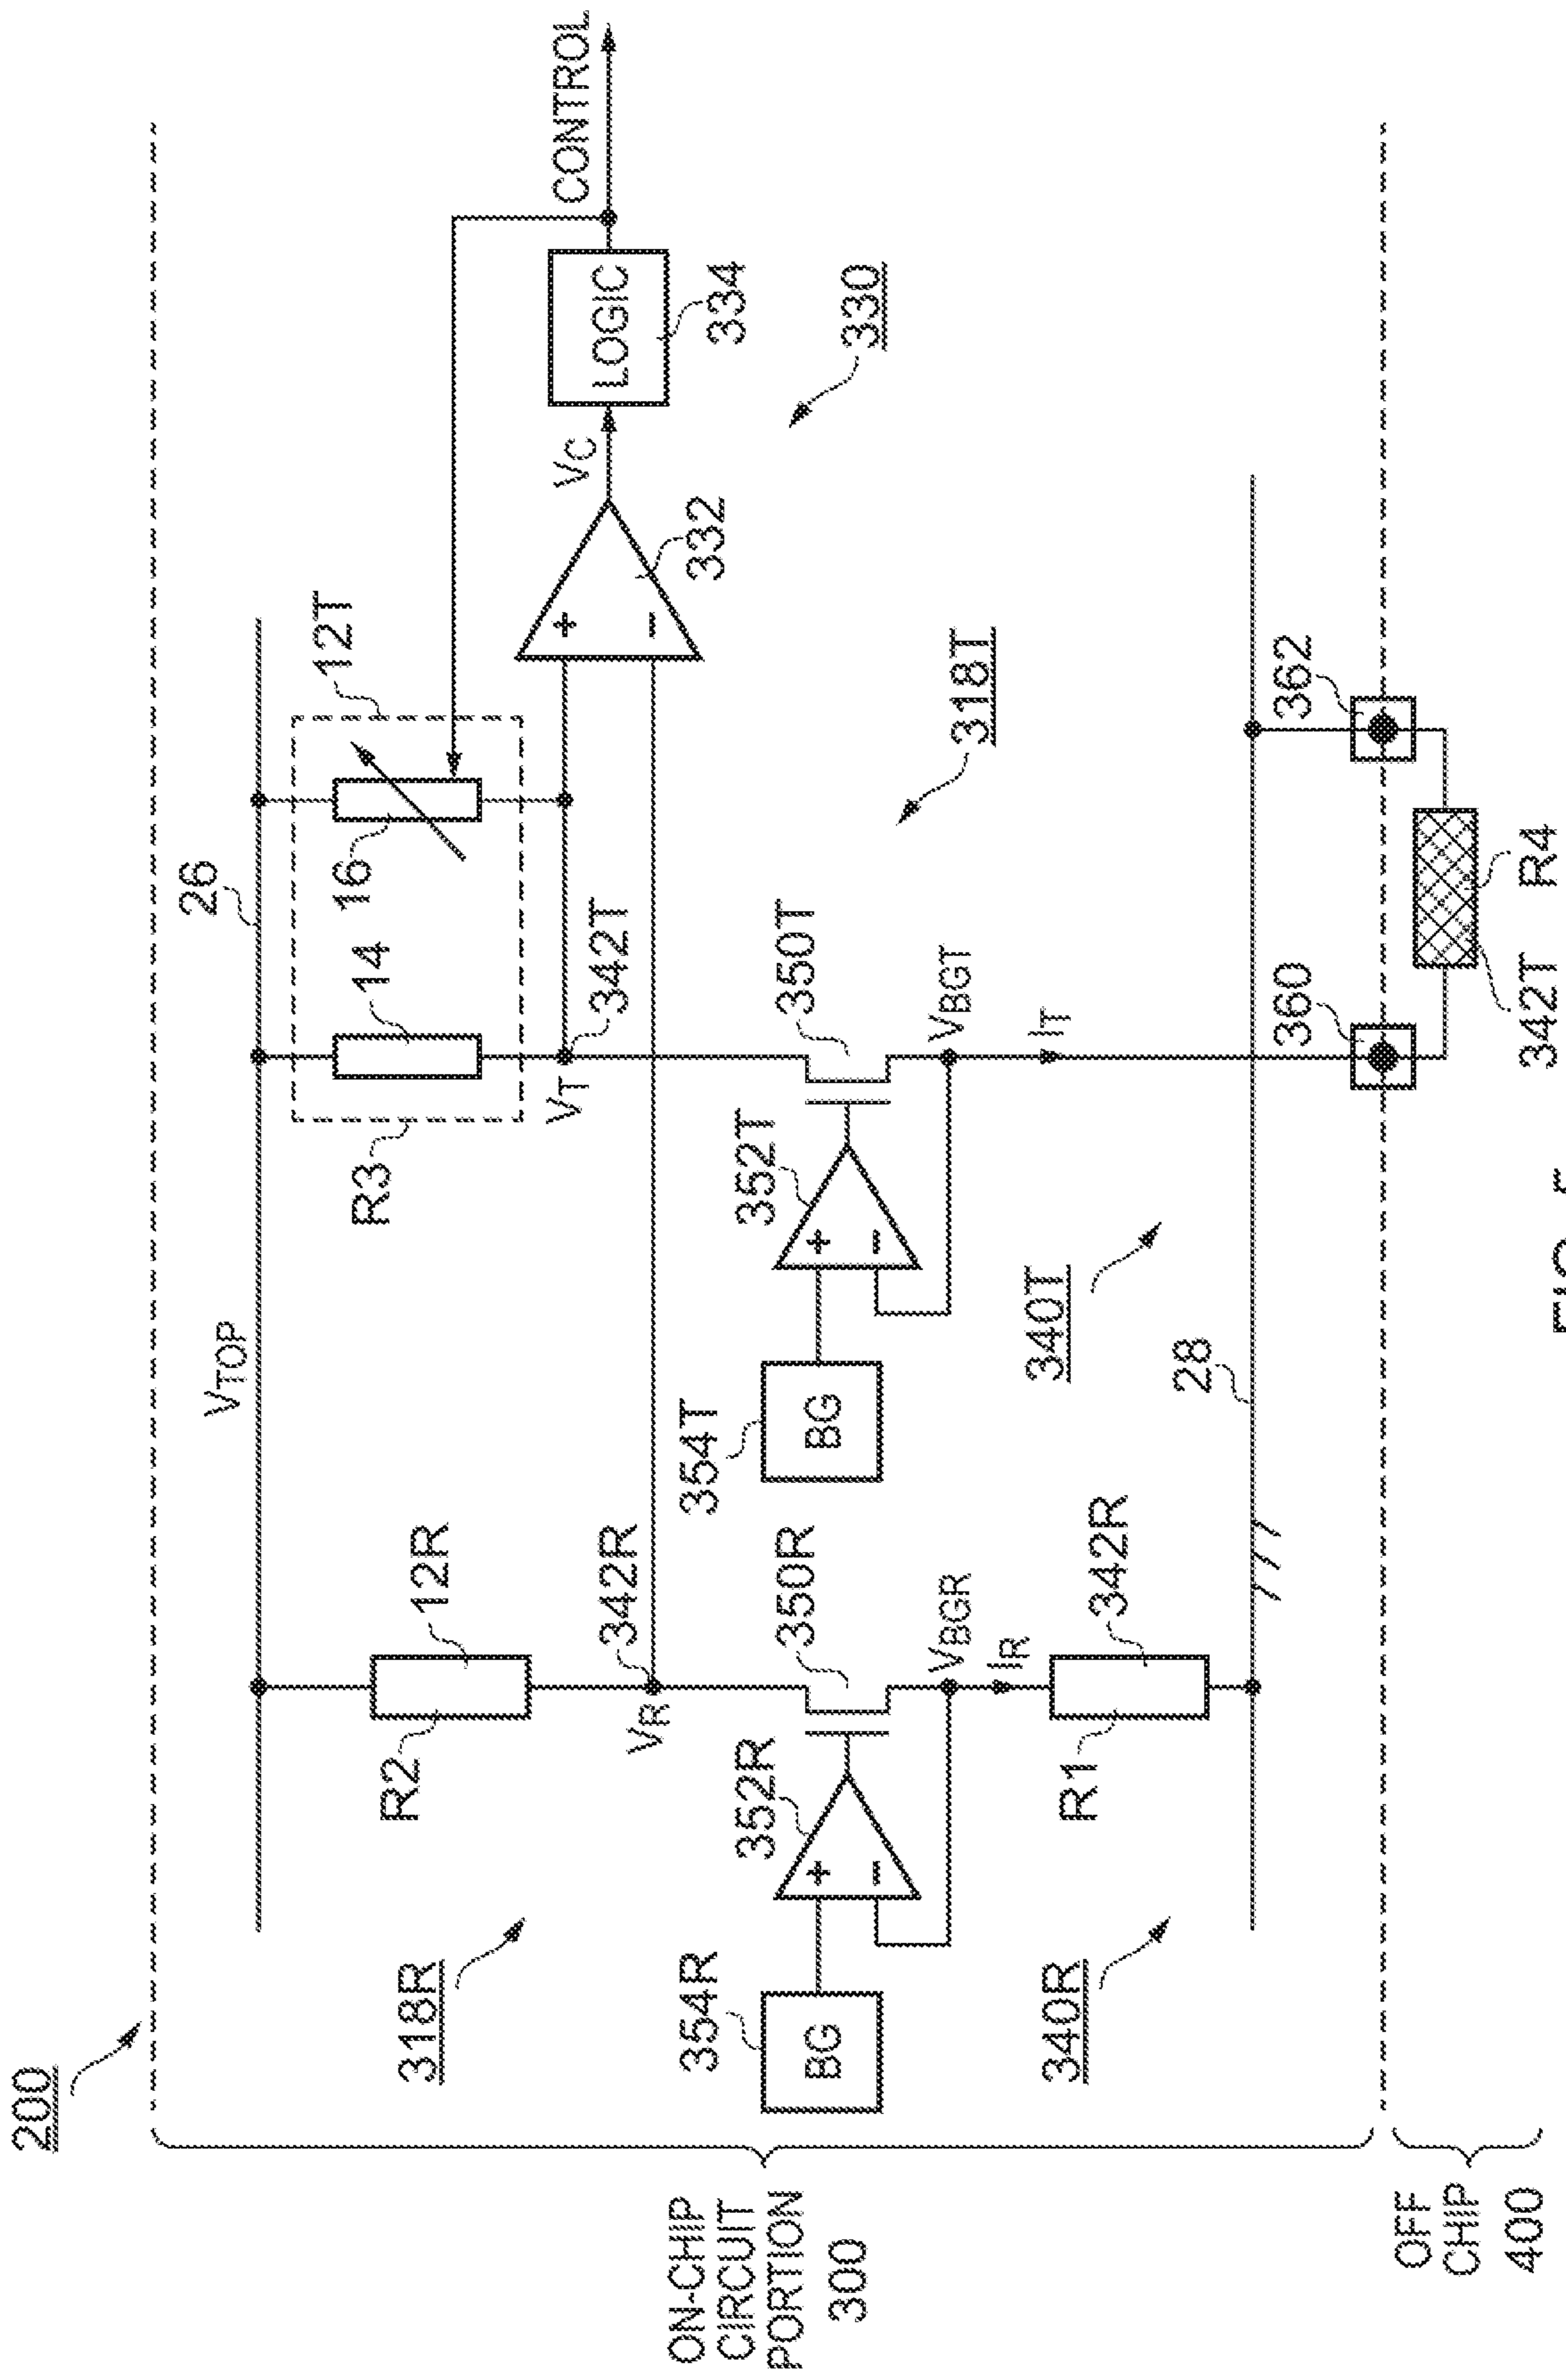 200
ON-CHIP
CIRCUIT
PORTION
300
OFF
CHIP
400
VTOP
26
12T
R3
14
16
CONTROL
LOGIC
334
VC
332
+
−
330
R2
12R
VR
342R
VT
342T
318R
318T
354R
BG
352R
+
−
350R
VBGR
IR
R1
342R
340R
354T
BG
352T
+
−
350T
VBGT
IT
340T
28
360
362
342T
R4